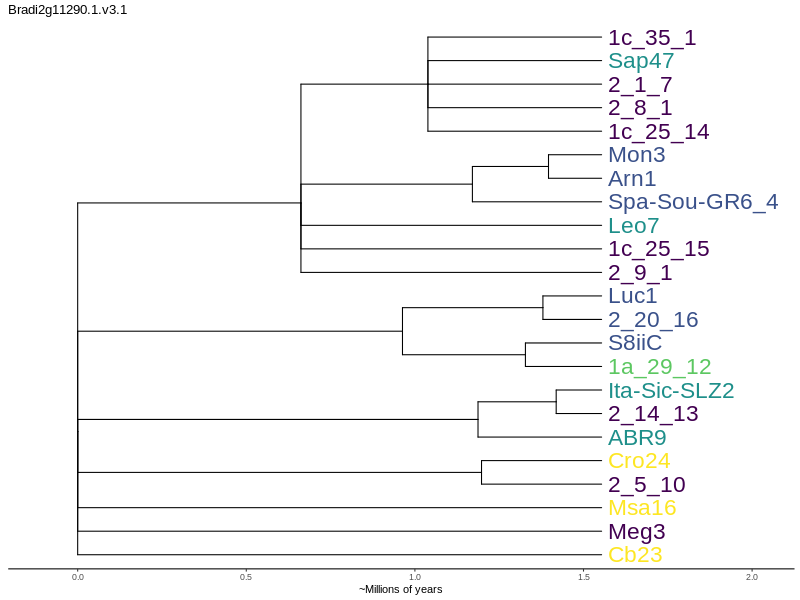 Bradi2g11290.1.v3.1
1c_35_1
Sap47
2_1_7
2_8_1
1c_25_14
Mon3
Arn1
Spa-Sou-GR6_4
Leo7
1c_25_15
2_9_1
Luc1
2_20_16
S8iiC
1a_29_12
Ita-Sic-SLZ2
2_14_13
ABR9
Cro24
2_5_10
Msa16
Meg3
Cb23
0.0 0.5 1.0 1.5 2.0
~Millions of years